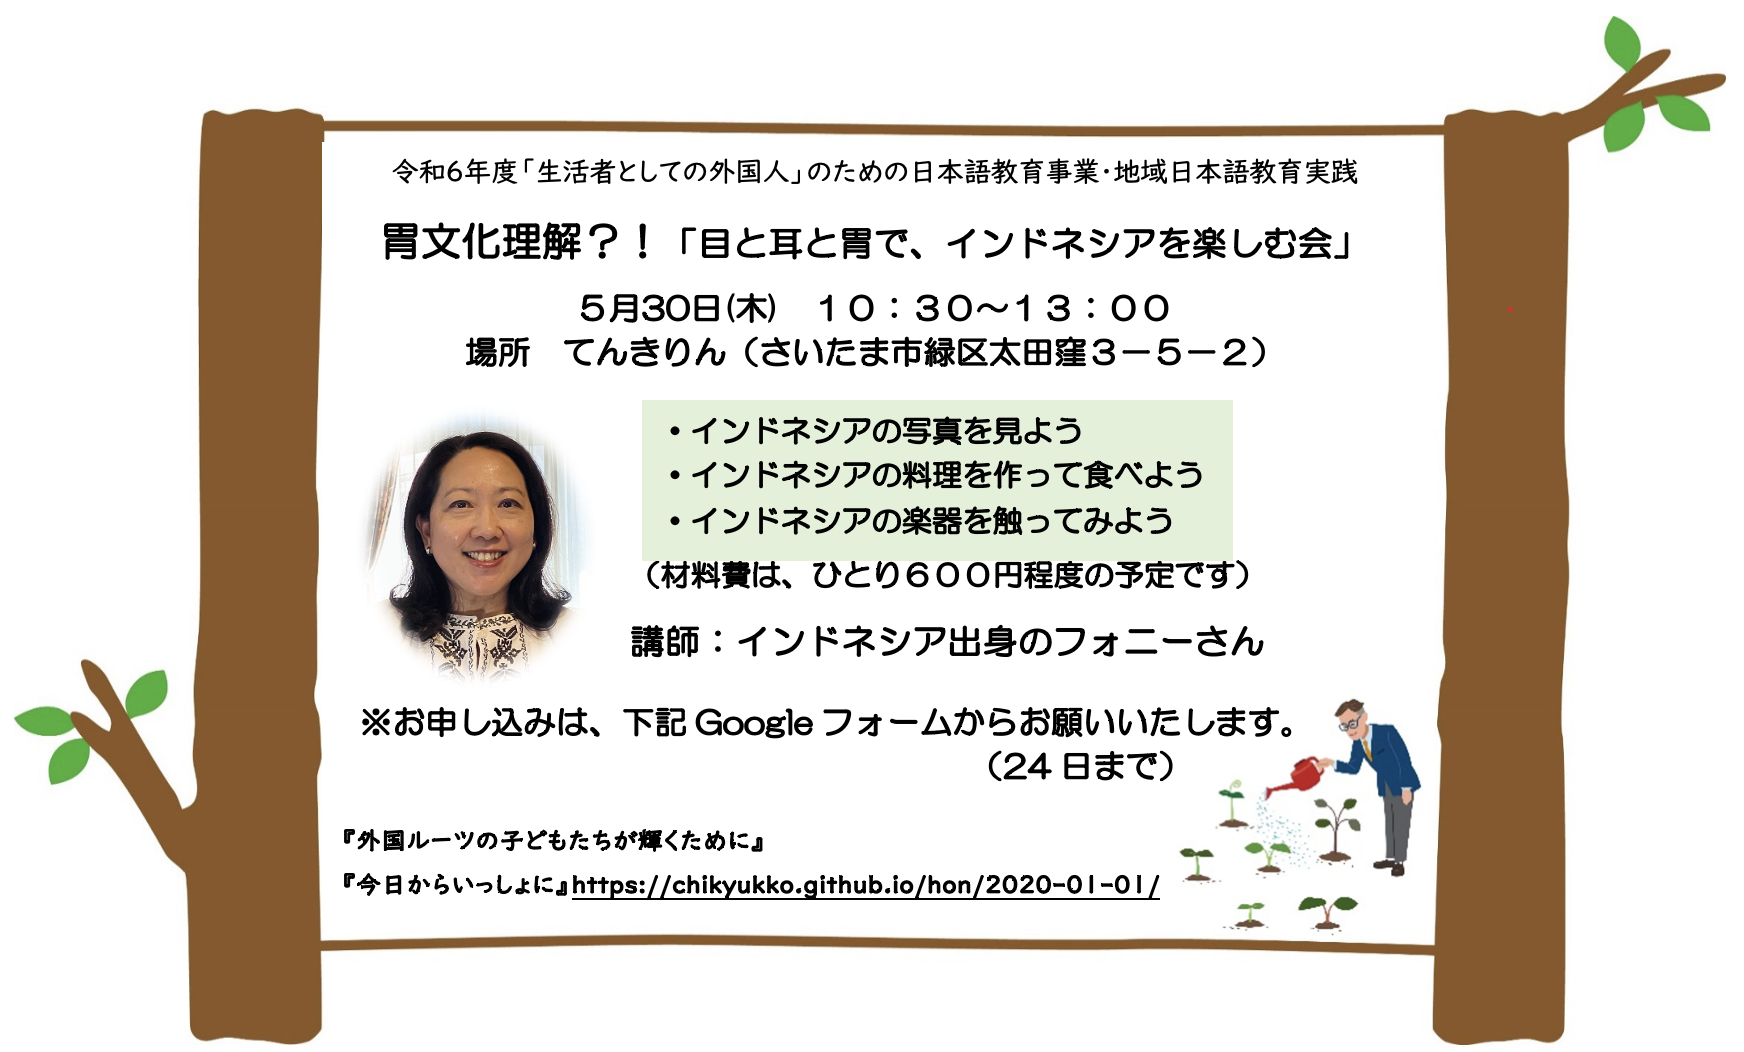 令和6年度「生活者としての外国人」のための日本語教育事業・地域日本語教育実践
胃文化理解？！「目と耳と胃で、インドネシアを楽しむ会」
５月30日(木)　１０：３０～１３：００
場所　てんきりん（さいたま市緑区太田窪３－５－２）
・インドネシアの写真を見よう
・インドネシアの料理を作って食べよう
・インドネシアの楽器を触ってみよう
（材料費は、ひとり６００円程度の予定です）
講師：インドネシア出身のフォニーさん
※お申し込みは、下記 Google フォームからお願いいたします。
（24 日まで）
『外国ルーツの子どもたちが輝くために』
『今日からいっしょに』https://chikyukko.github.io/hon/2020-01-01/